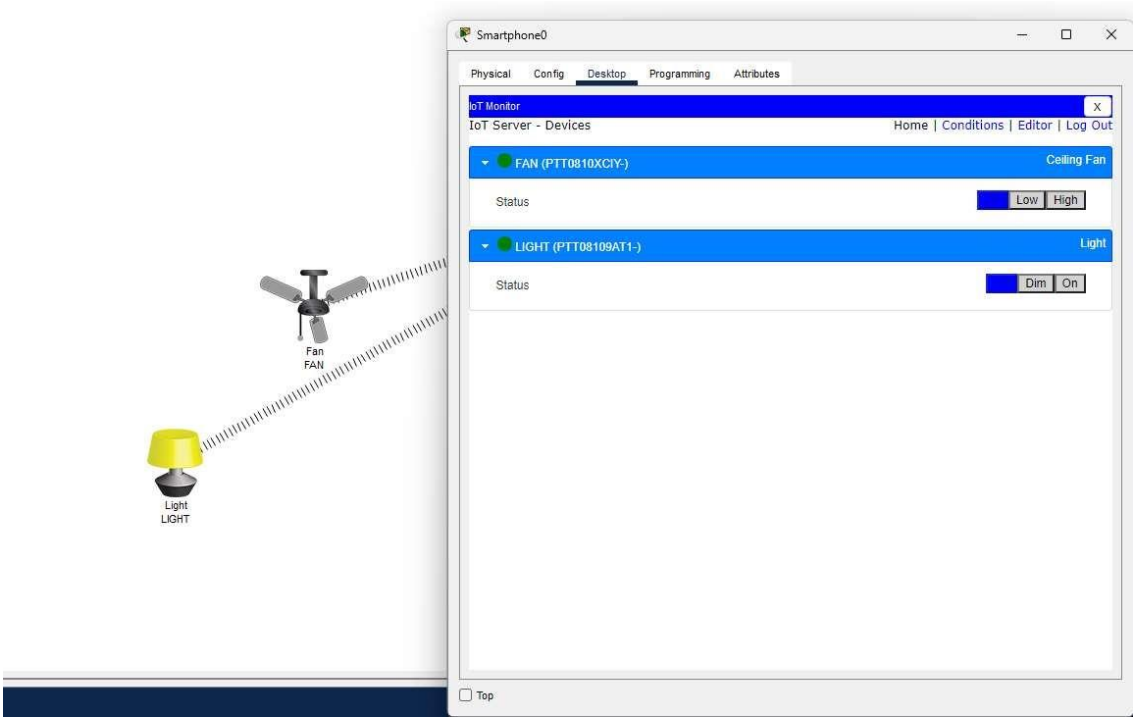 Smartphone0
Physical Config Desktop Programming Attributes
IoT Monitor X
IoT Server - Devices Home | Conditions | Editor | Log Out
FAN (PTT0810XCIY-) Ceiling Fan
Status Low High
LIGHT (PTT08109AT1-) Light
Status Dim On
Fan
FAN
Light
LIGHT
Top